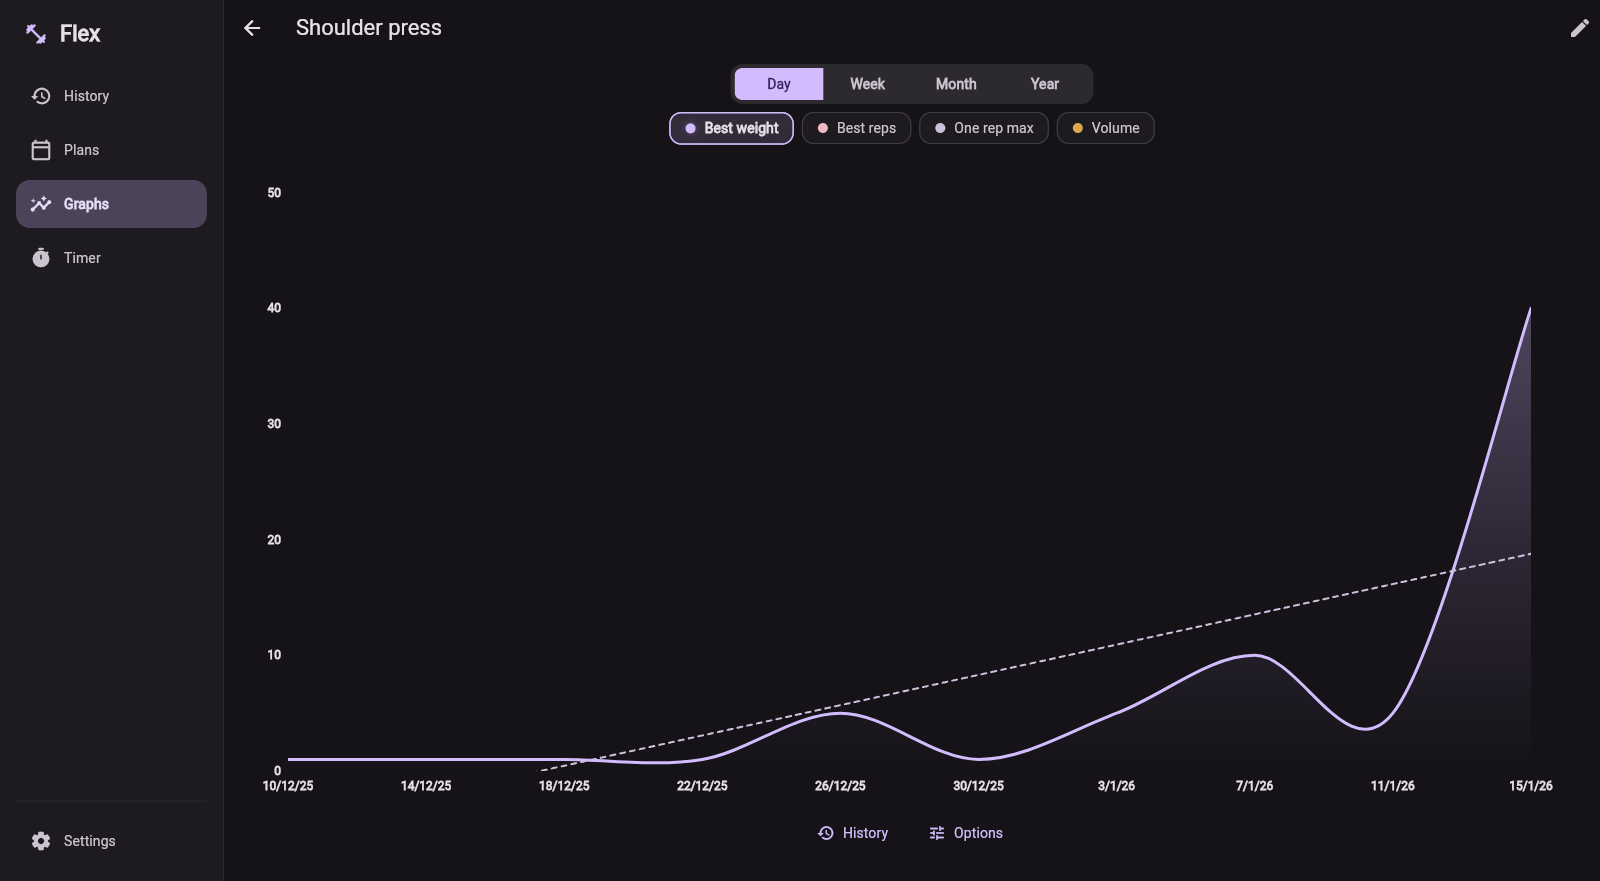 Flex
History
Plans
Graphs
Timer
Settings
Shoulder press
Day Week Month Year
Best weight Best reps One rep max Volume
50
40
30
20
10
0
10/12/25 14/12/25 18/12/25 22/12/25 26/12/25 30/12/25 3/1/26 7/1/26 11/1/26 15/1/26
History Options